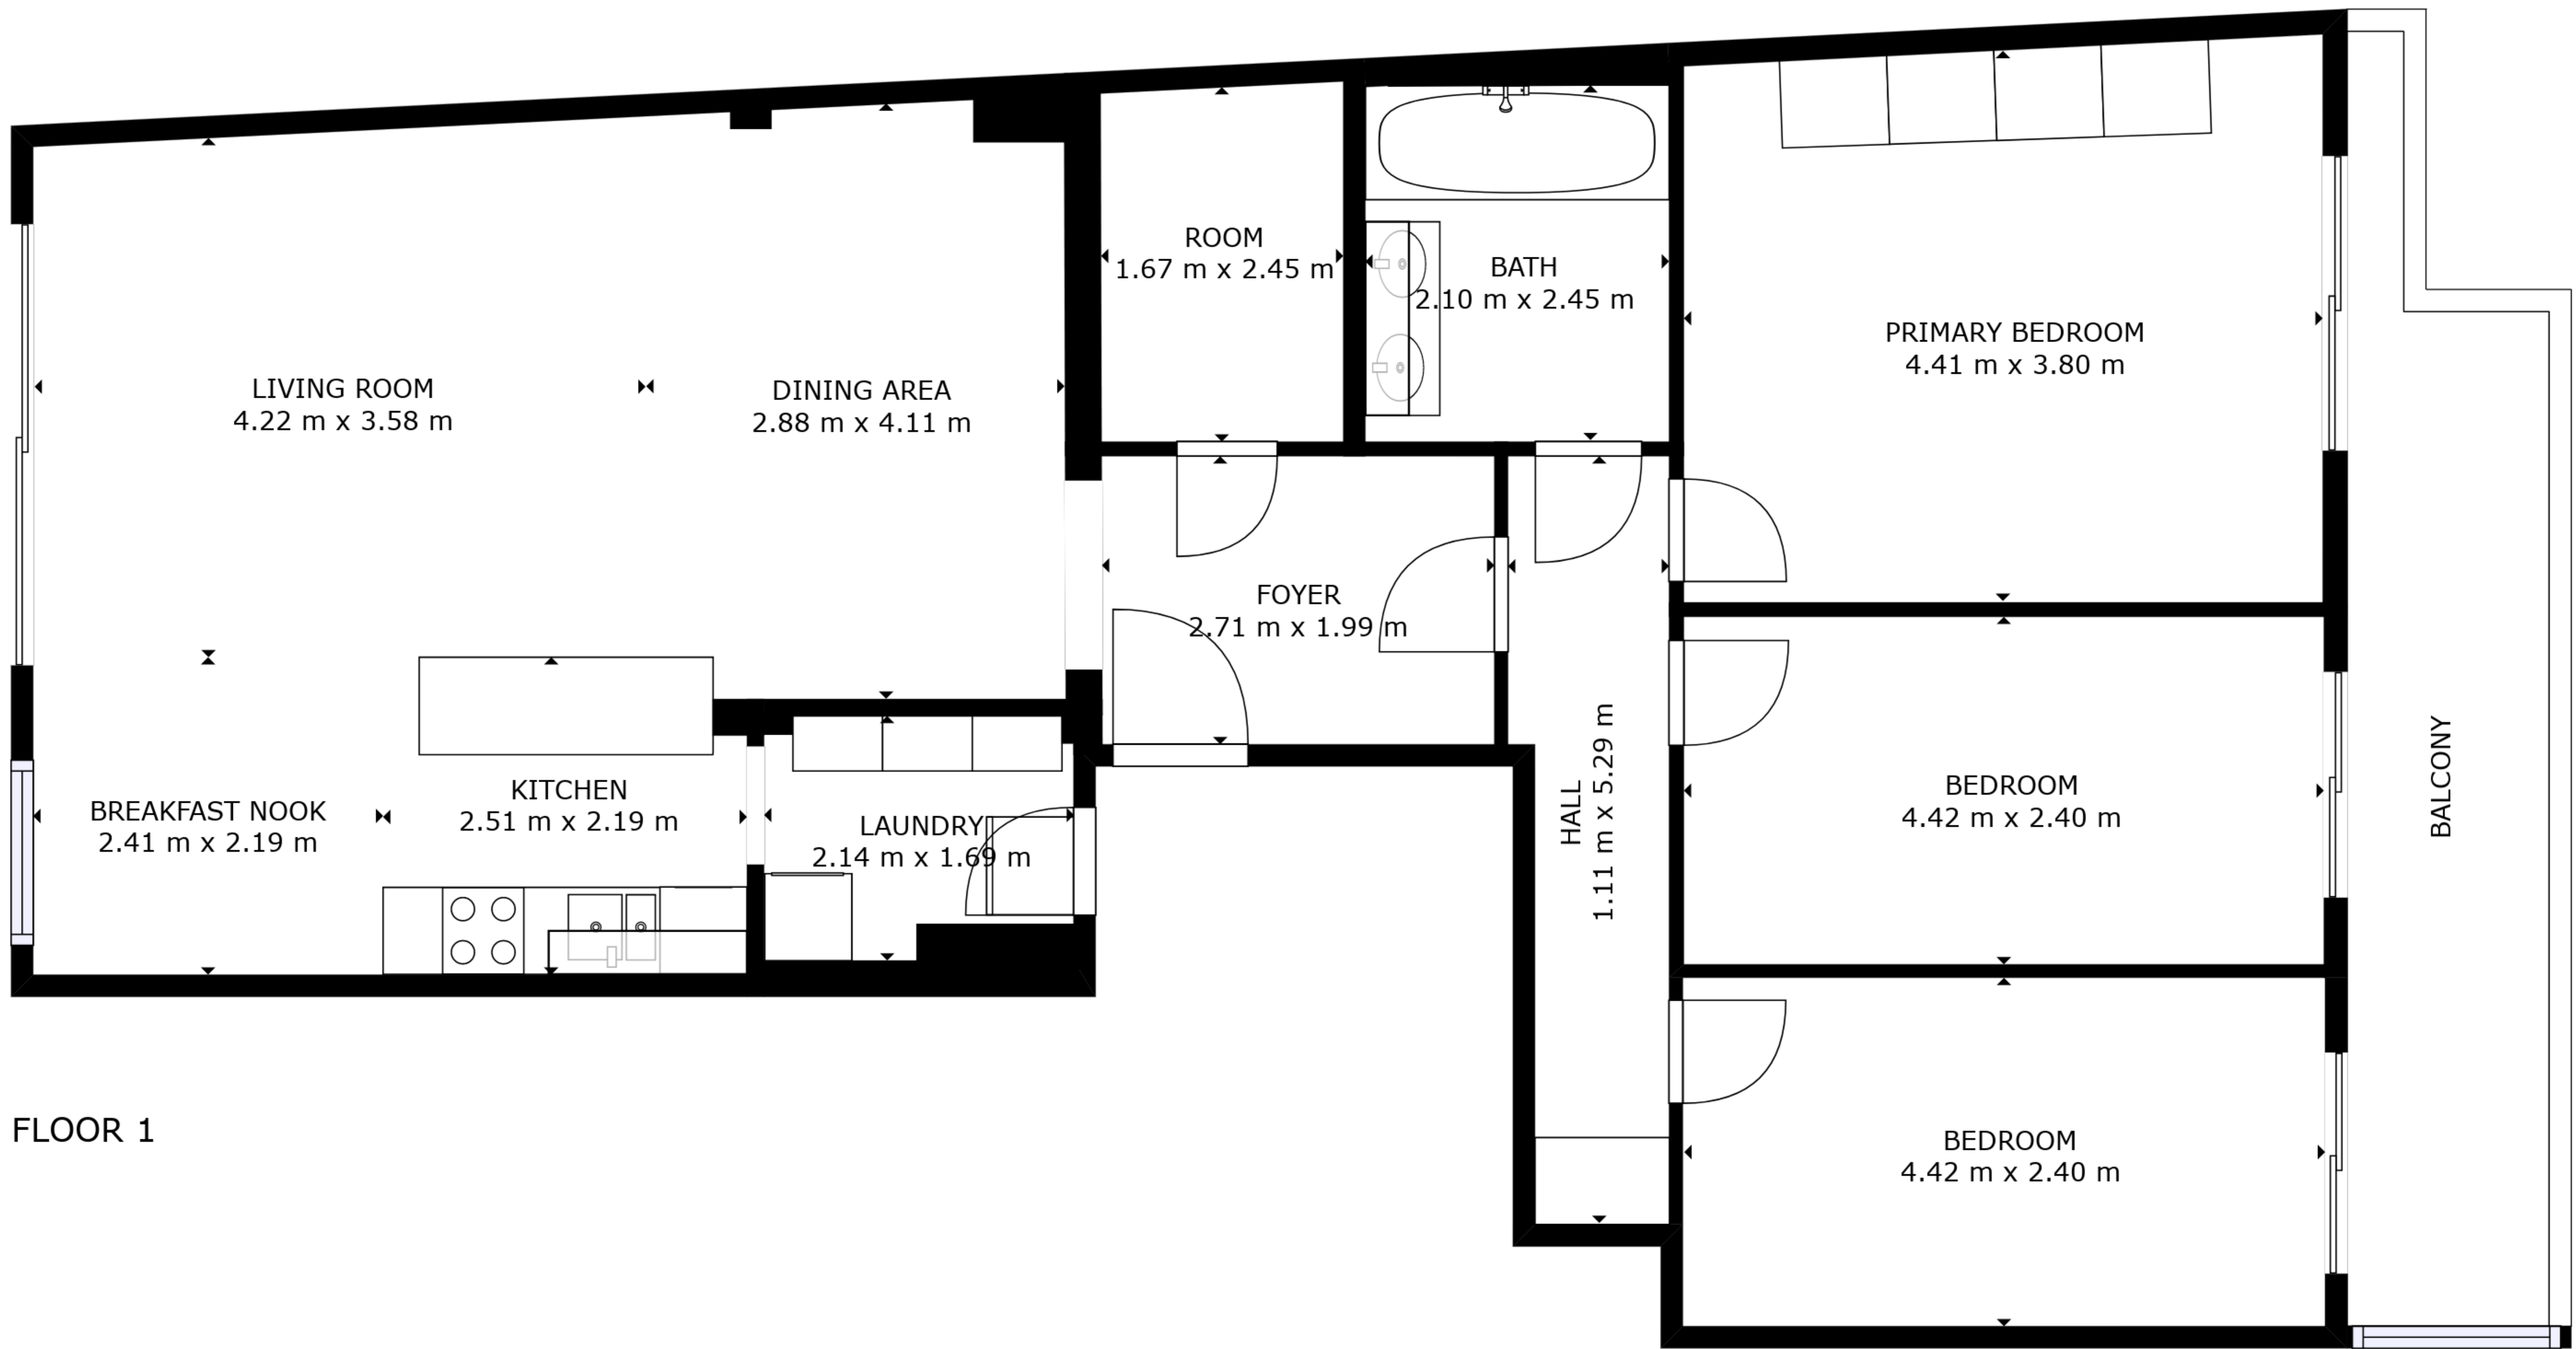 ROOM
1.67 m x 2.45 m
BATH
2.10 m x 2.45 m
PRIMARY BEDROOM
4.41 m x 3.80 m
LIVING ROOM
4.22 m x 3.58 m
DINING AREA
2.88 m x 4.11 m
FOYER
2.71 m x 1.99 m
BREAKFAST NOOK
2.41 m x 2.19 m
KITCHEN
2.51 m x 2.19 m
LAUNDRY
2.14 m x 1.69 m
HALL
1.11 m x 5.29 m
BEDROOM
4.42 m x 2.40 m
BALCONY
FLOOR 1
BEDROOM
4.42 m x 2.40 m